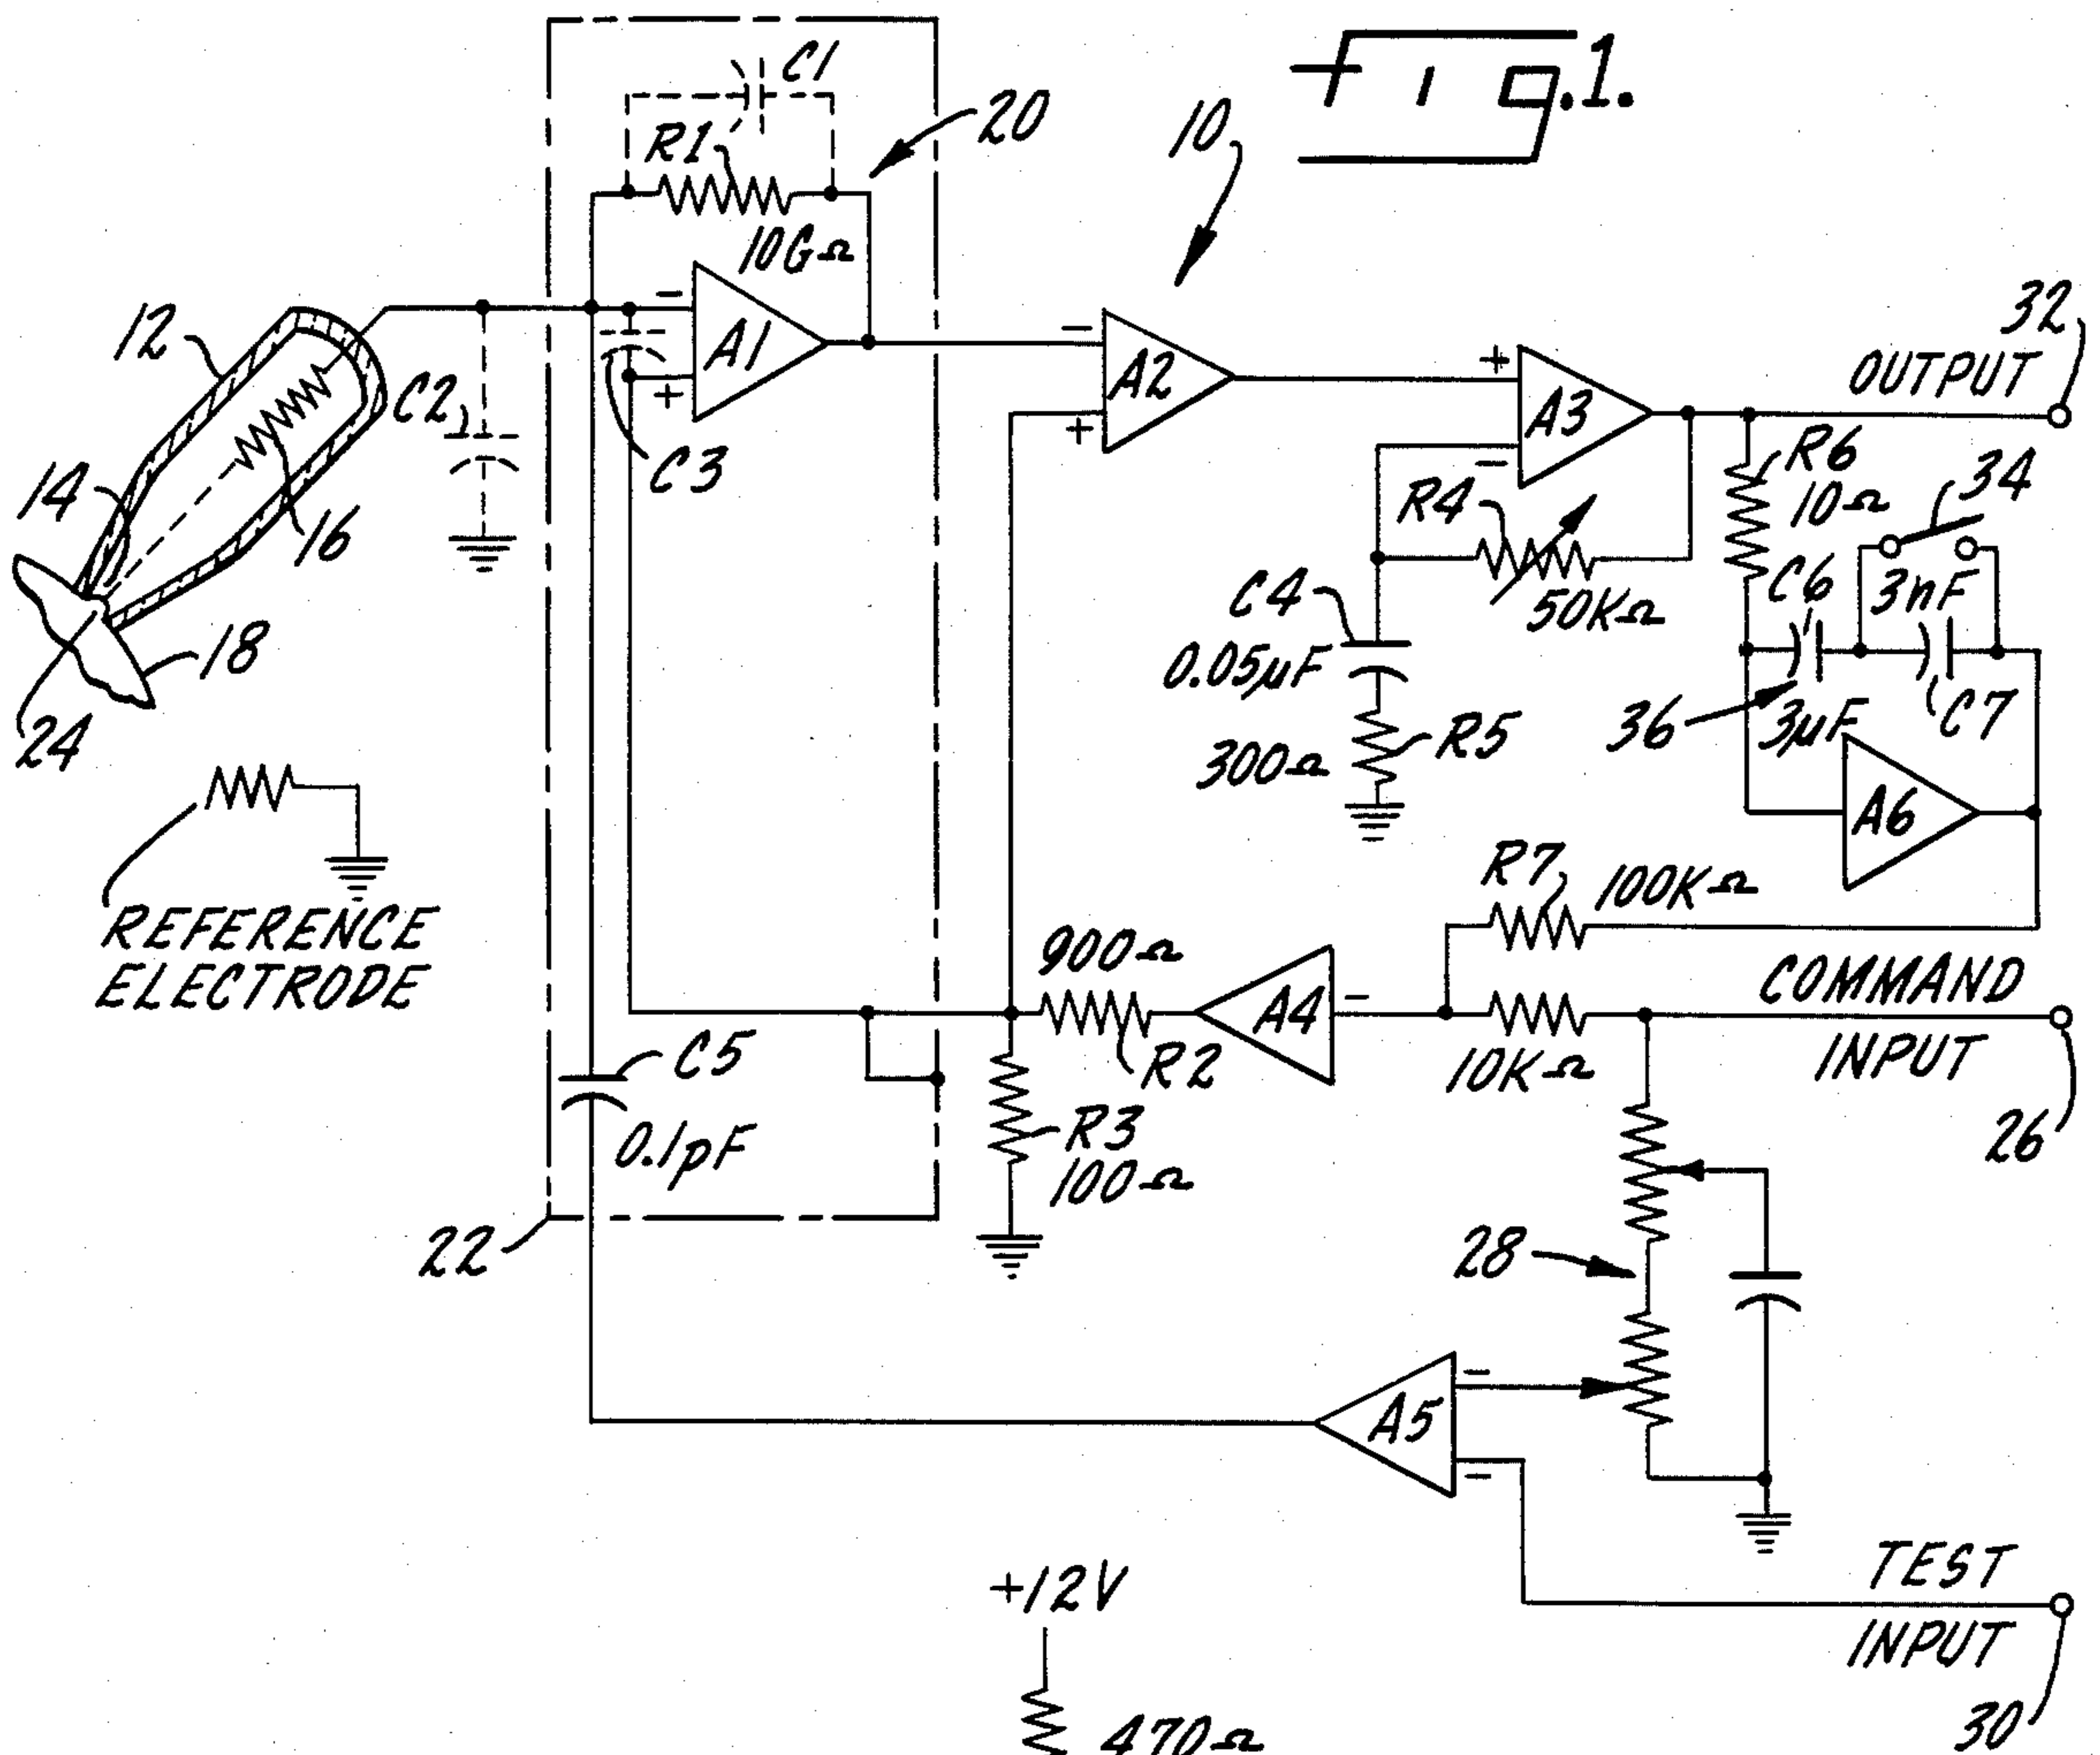 Fig.1.
C1
20
R1
10
10GΩ
-
A1
+
12
C2
C3
14
16
18
24
-
A2
+
+
A3
-
32
OUTPUT
R6
10Ω
34
R4
50KΩ
C4
0.05µF
R5
300Ω
C6
3nF
36
3µF
C7
A6
REFERENCE
ELECTRODE
R7
100KΩ
900Ω
A4
-
COMMAND
INPUT
R2
10KΩ
26
C5
0.1pF
R3
100Ω
22
28
-
A5
-
TEST
INPUT
30
+12V
470Ω